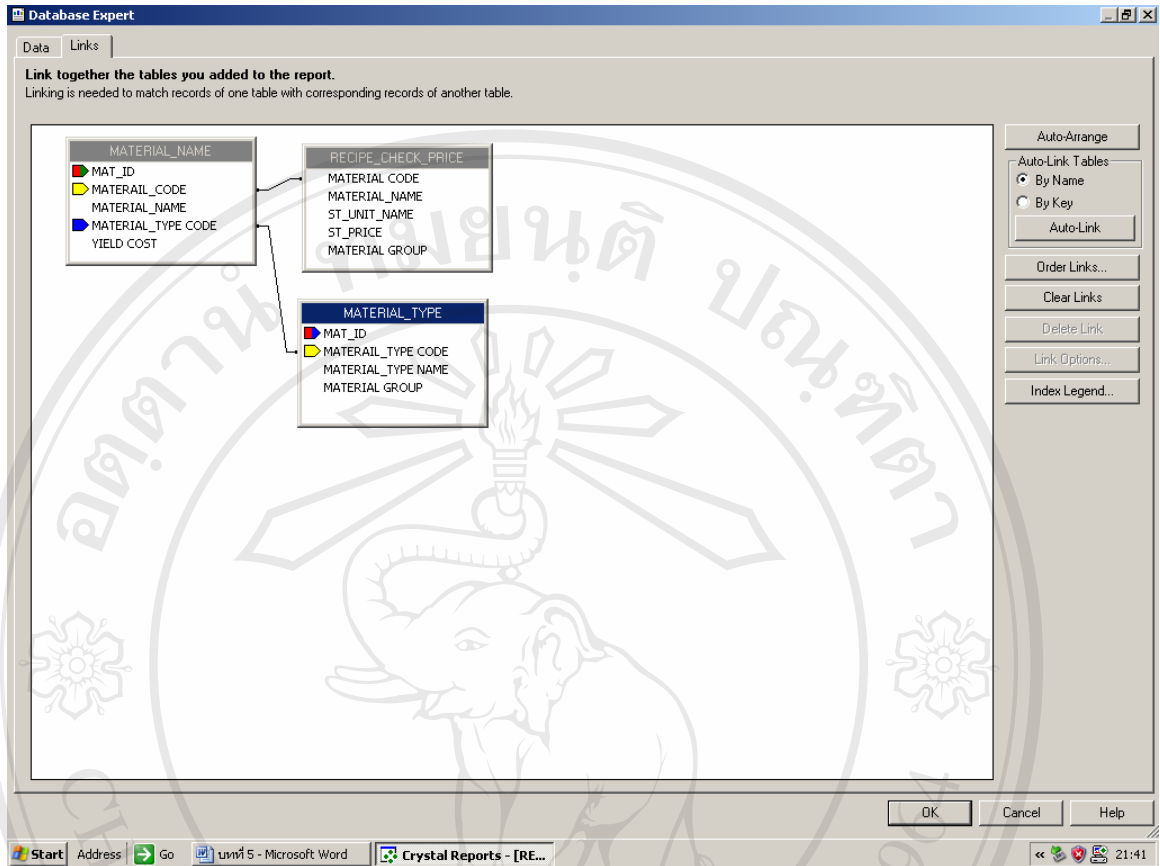 Database Expert
Data
Links
Link together the tables you added to the report.
Linking is needed to match records of one table with corresponding records of another table.
MATERIAL_NAME
MAT_ID
MATERAIL_CODE
MATERIAL_NAME
MATERIAL_TYPE CODE
YIELD COST
RECIPE_CHECK_PRICE
MATERIAL CODE
MATERIAL_NAME
ST_UNIT_NAME
ST_PRICE
MATERIAL GROUP
MATERIAL_TYPE
MAT_ID
MATERAIL_TYPE CODE
MATERIAL_TYPE NAME
MATERIAL GROUP
Auto-Arrange
Auto-Link Tables
By Name
By Key
Auto-Link
Order Links...
Clear Links
Delete Link
Link Options...
Index Legend...
OK
Cancel
Help
Start
Address
Go
บทที่ 5 - Microsoft Word
Crystal Reports - [RE...
«
21:41